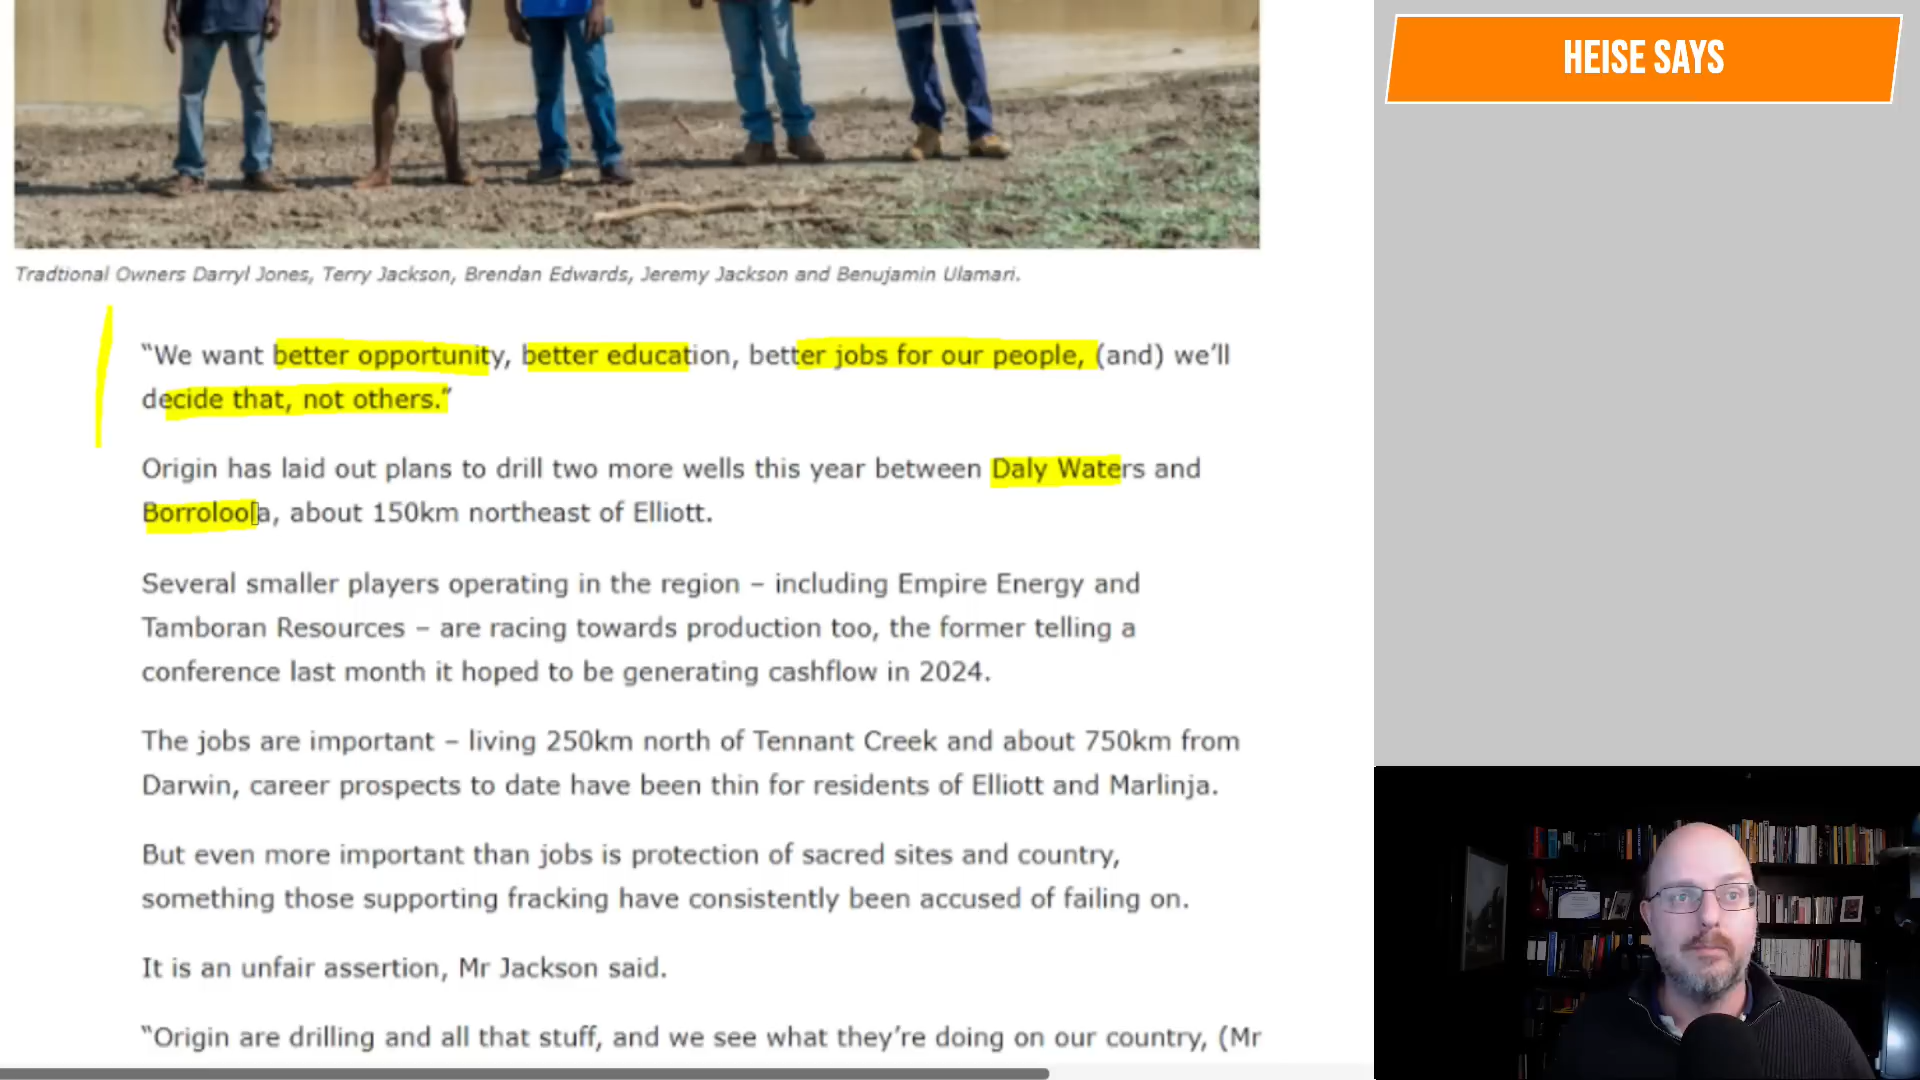 HEISE SAYS
Tradtional Owners Darryl Jones, Terry Jackson, Brendan Edwards, Jeremy Jackson and Benujamin Ulamari.
“We want better opportunity, better education, better jobs for our people, (and) we’ll
decide that, not others.”
Origin has laid out plans to drill two more wells this year between Daly Waters and
Borroloola, about 150km northeast of Elliott.
Several smaller players operating in the region – including Empire Energy and
Tamboran Resources – are racing towards production too, the former telling a
conference last month it hoped to be generating cashflow in 2024.
The jobs are important – living 250km north of Tennant Creek and about 750km from
Darwin, career prospects to date have been thin for residents of Elliott and Marlinja.
But even more important than jobs is protection of sacred sites and country,
something those supporting fracking have consistently been accused of failing on.
It is an unfair assertion, Mr Jackson said.
“Origin are drilling and all that stuff, and we see what they’re doing on our country, (Mr